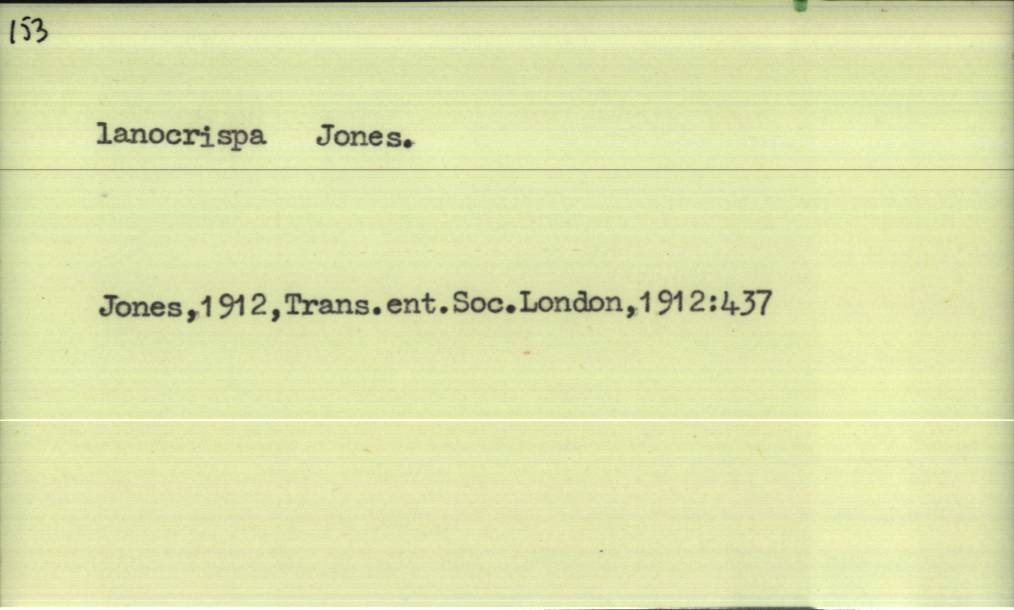 153
lanocrispa Jones.
Jones,1912,Trans.ent.Soc.London,1912:437